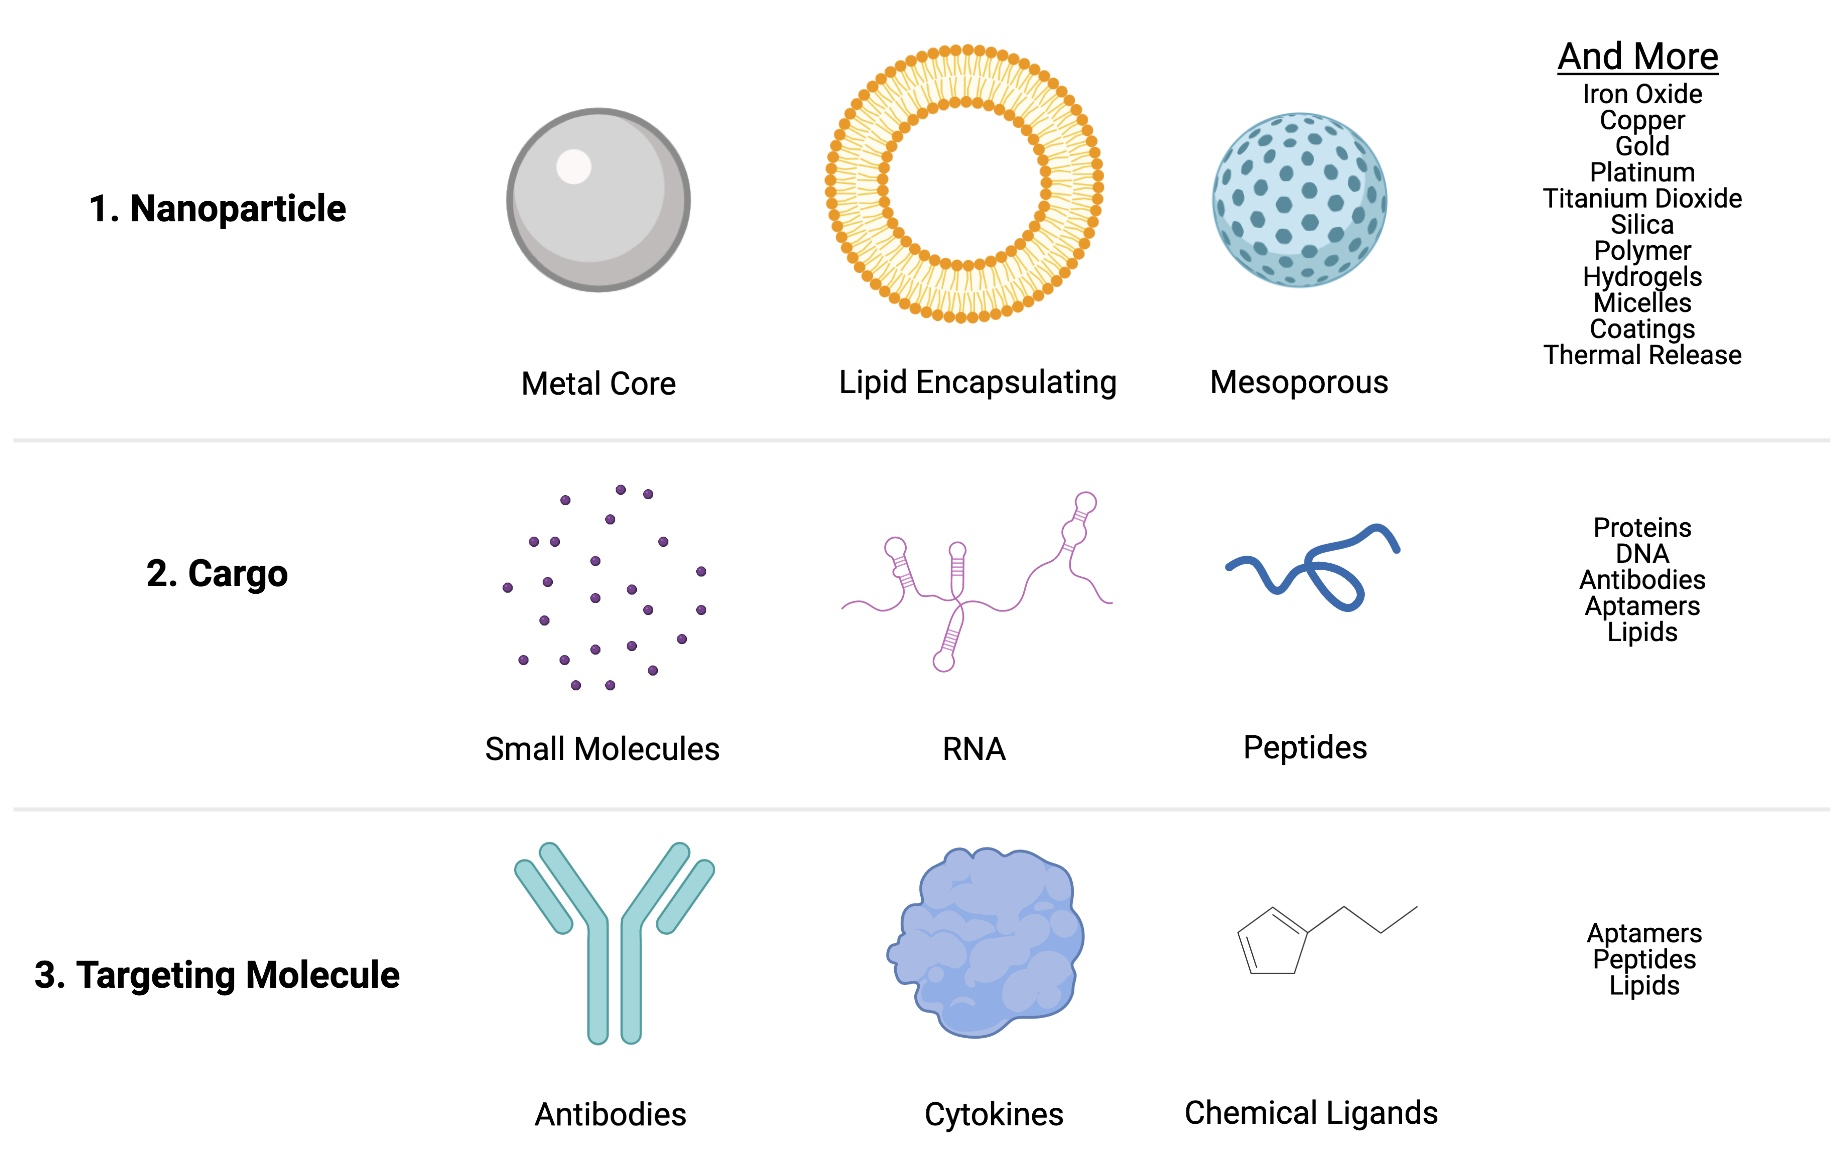 And More
Iron Oxide
Copper
Gold
Platinum
Titanium Dioxide
Silica
Polymer
Hydrogels
Micelles
Coatings
Thermal Release
1. Nanoparticle
Metal Core
Lipid Encapsulating
Mesoporous
2. Cargo
Proteins
DNA
Antibodies
Aptamers
Lipids
Small Molecules
RNA
Peptides
3. Targeting Molecule
Aptamers
Peptides
Lipids
Antibodies
Cytokines
Chemical Ligands